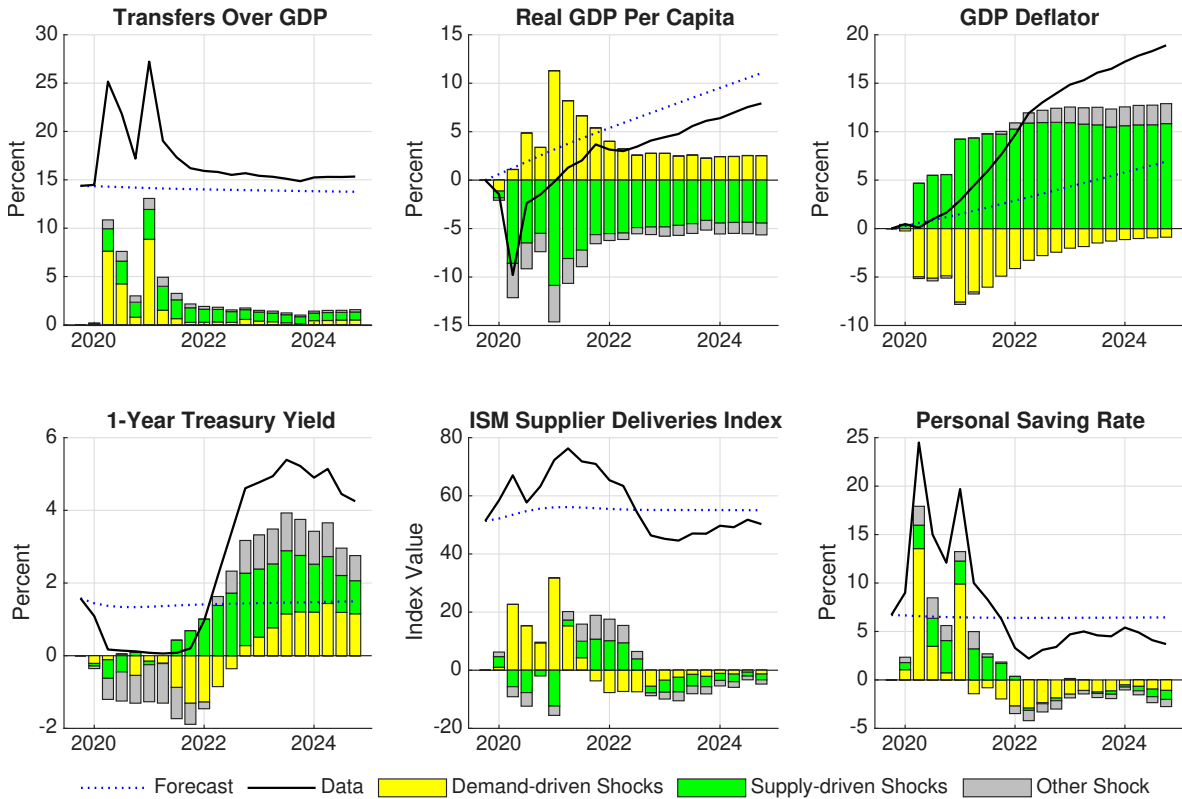 Transfers Over GDP
Real GDP Per Capita
GDP Deflator
30
25
20
15
10
5
0
Percent
2020 2022 2024
15
10
5
0
-5
-10
-15
Percent
2020 2022 2024
20
15
10
5
0
-5
-10
Percent
2020 2022 2024
1-Year Treasury Yield
ISM Supplier Deliveries Index
Personal Saving Rate
6
4
2
0
-2
Percent
2020 2022 2024
80
60
40
20
0
-20
Index Value
2020 2022 2024
25
20
15
10
5
0
-5
Percent
2020 2022 2024
Forecast Data Demand-driven Shocks Supply-driven Shocks Other Shock